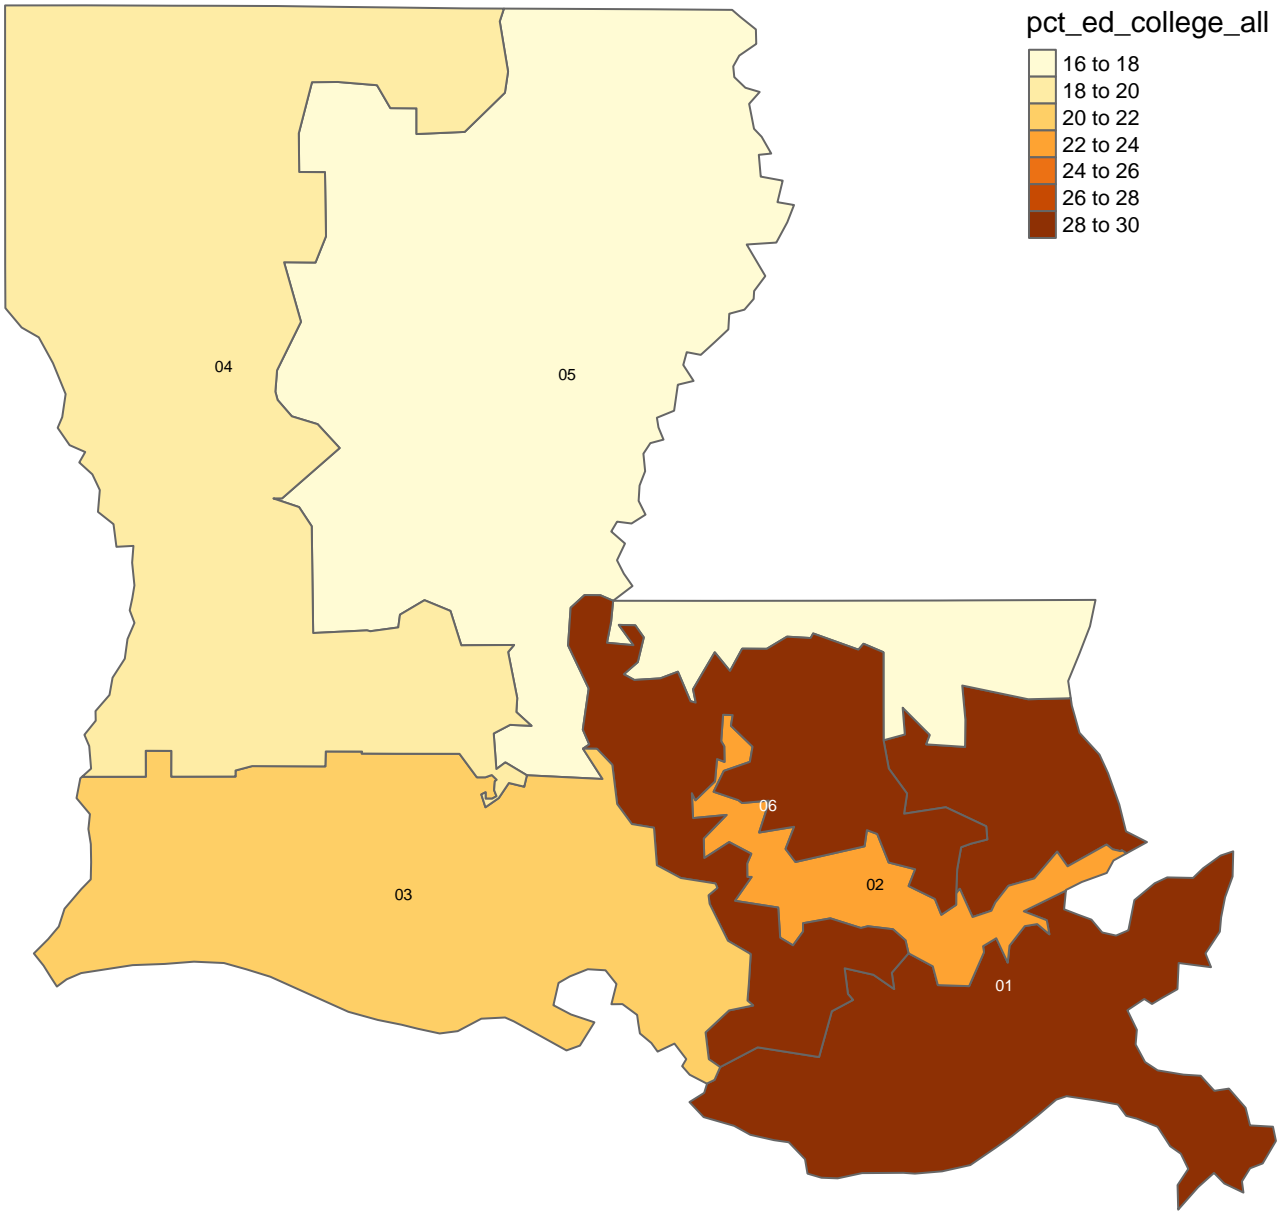 pct_ed_college_all
16 to 18
18 to 20
20 to 22
22 to 24
24 to 26
26 to 28
28 to 30
04
05
06
02
03
01